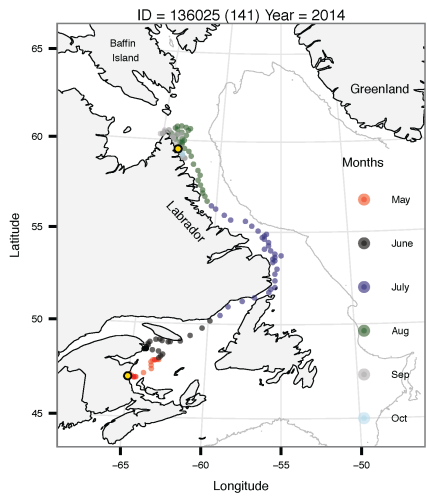 ID = 136025 (141) Year = 2014
65
Baffin
Island
Greenland
60
Months
May
Labrador
June
55
Latitude
July
50
Aug
Sep
45
Oct
−65
−60
−55
−50
Longitude